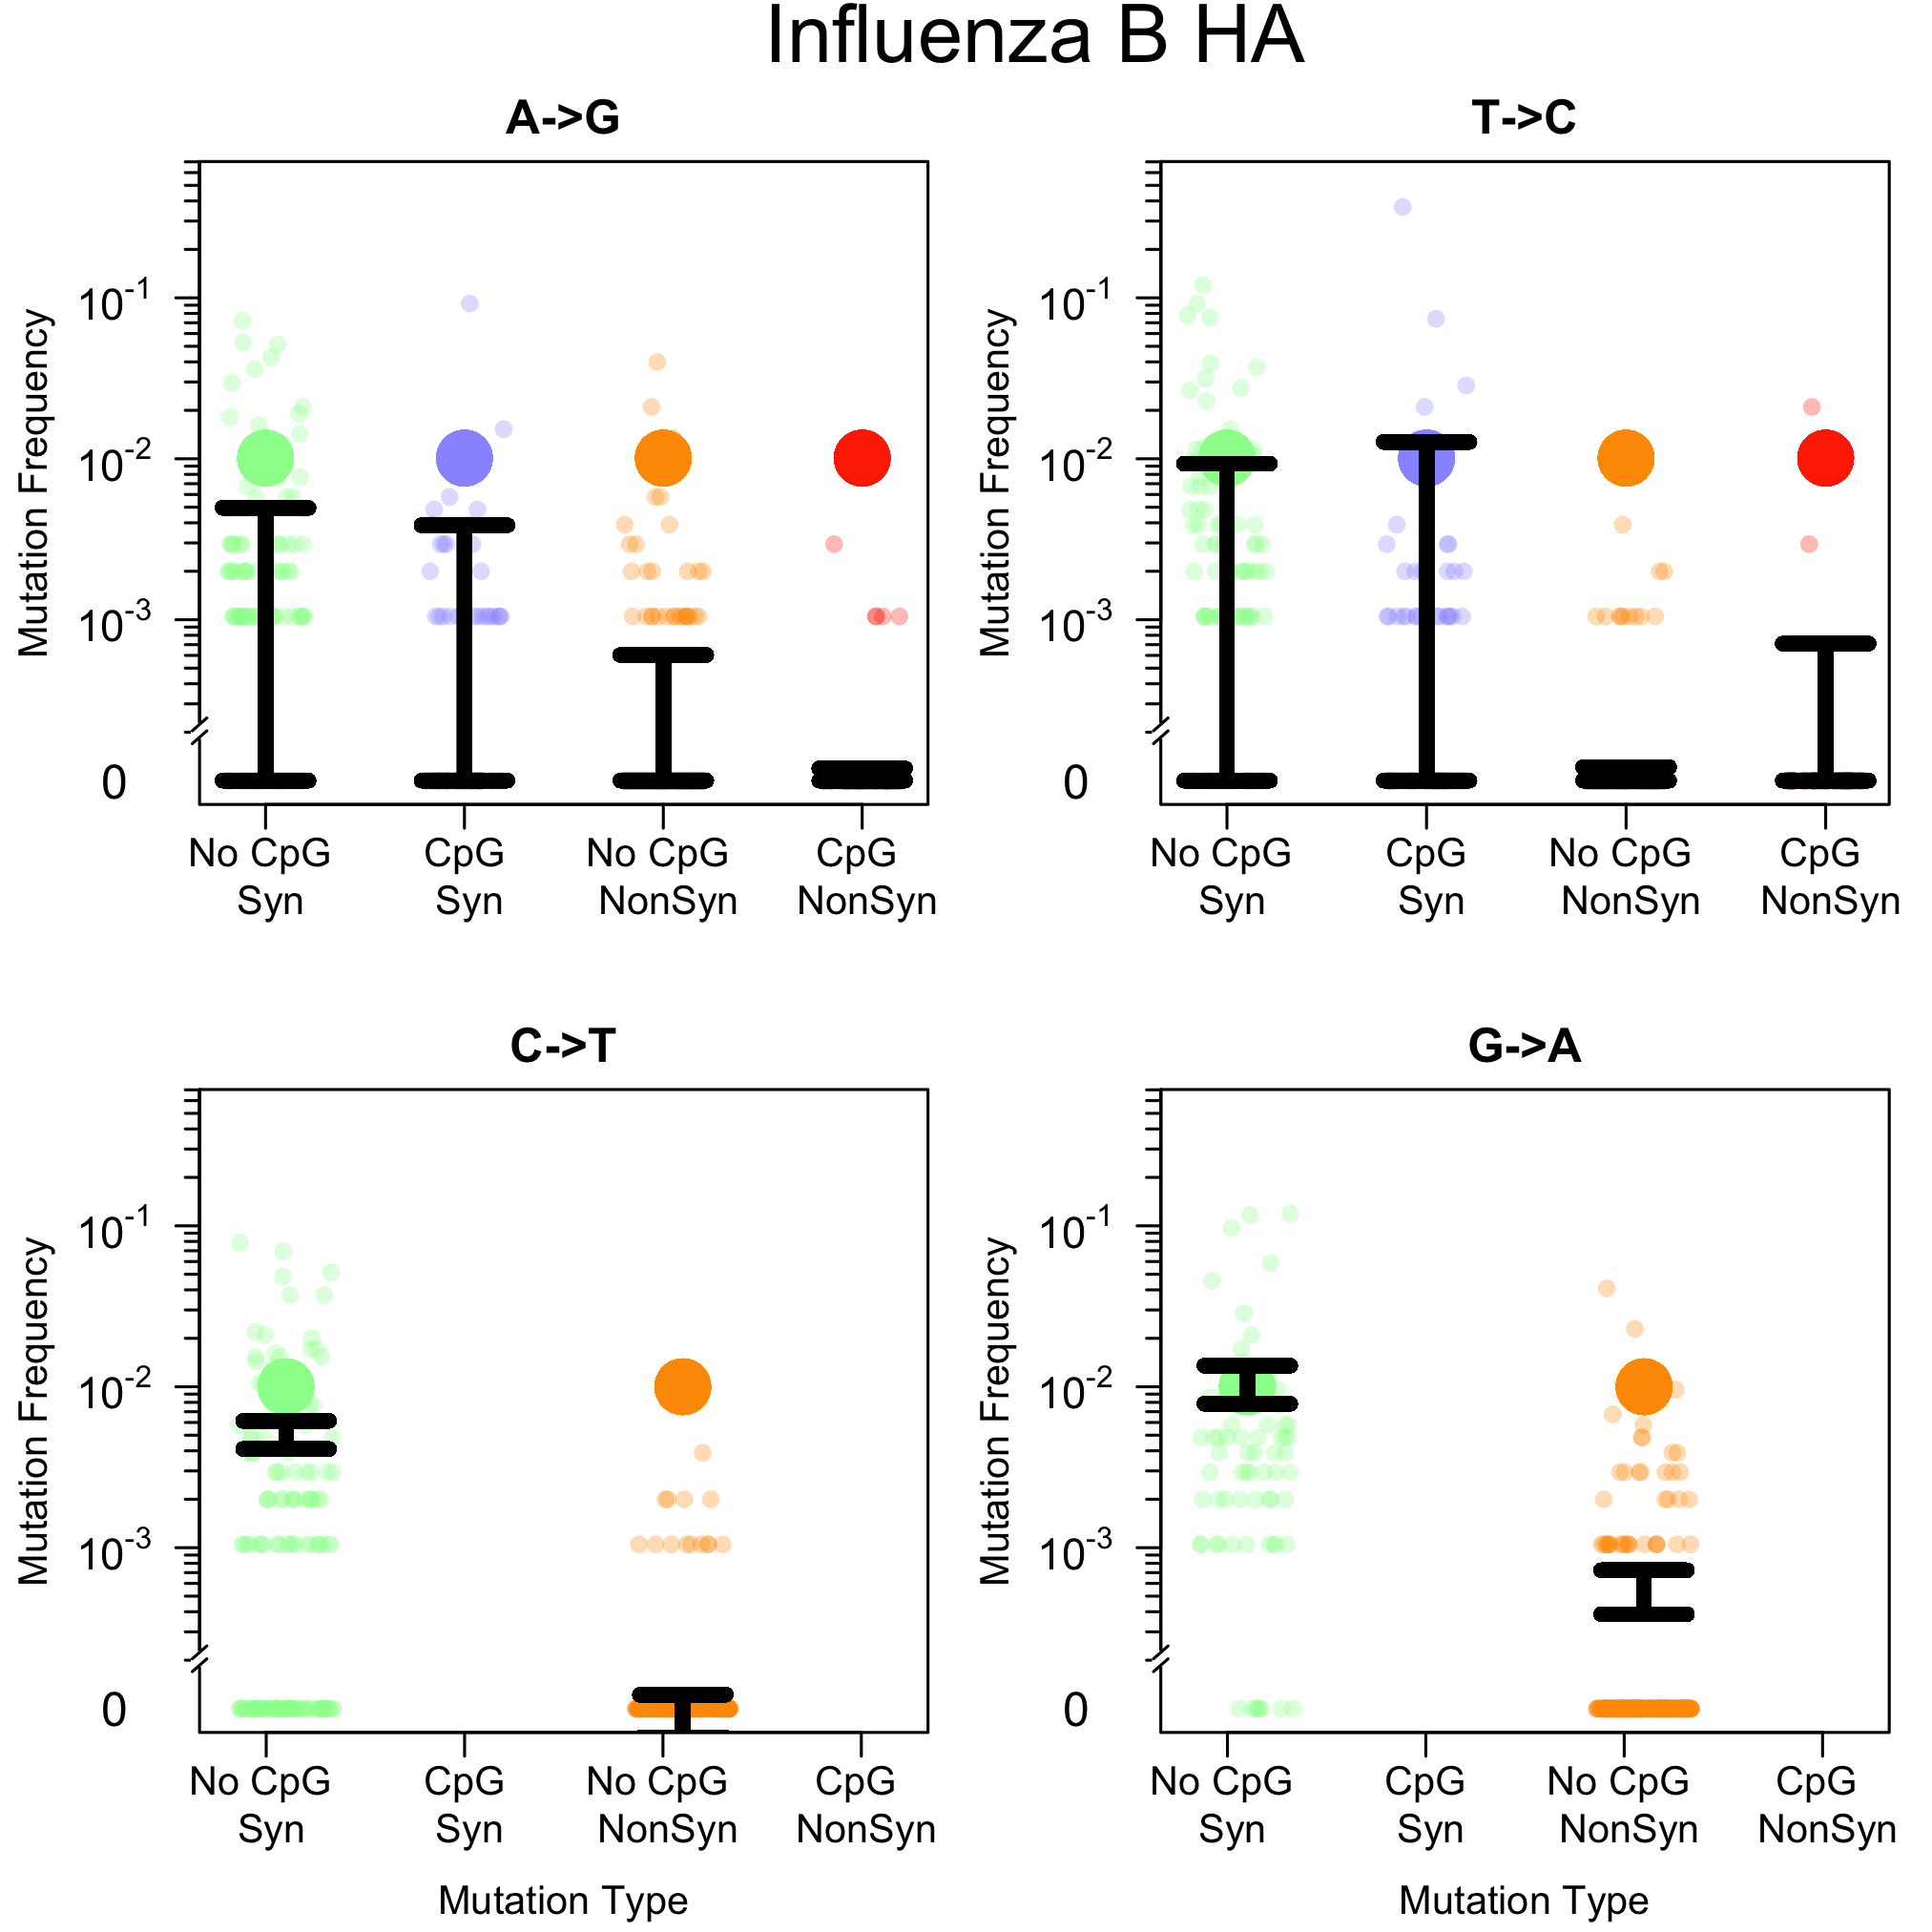 Influenza B HA
A->G
T->C
Mutation Frequency
10-1
10-2
10-3
0
No CpG Syn
CpG Syn
No CpG NonSyn
CpG NonSyn
Mutation Frequency
10-1
10-2
10-3
0
No CpG Syn
CpG Syn
No CpG NonSyn
CpG NonSyn
C->T
G->A
Mutation Frequency
10-1
10-2
10-3
0
No CpG Syn
CpG Syn
No CpG NonSyn
CpG NonSyn
Mutation Type
Mutation Frequency
10-1
10-2
10-3
0
No CpG Syn
CpG Syn
No CpG NonSyn
CpG NonSyn
Mutation Type